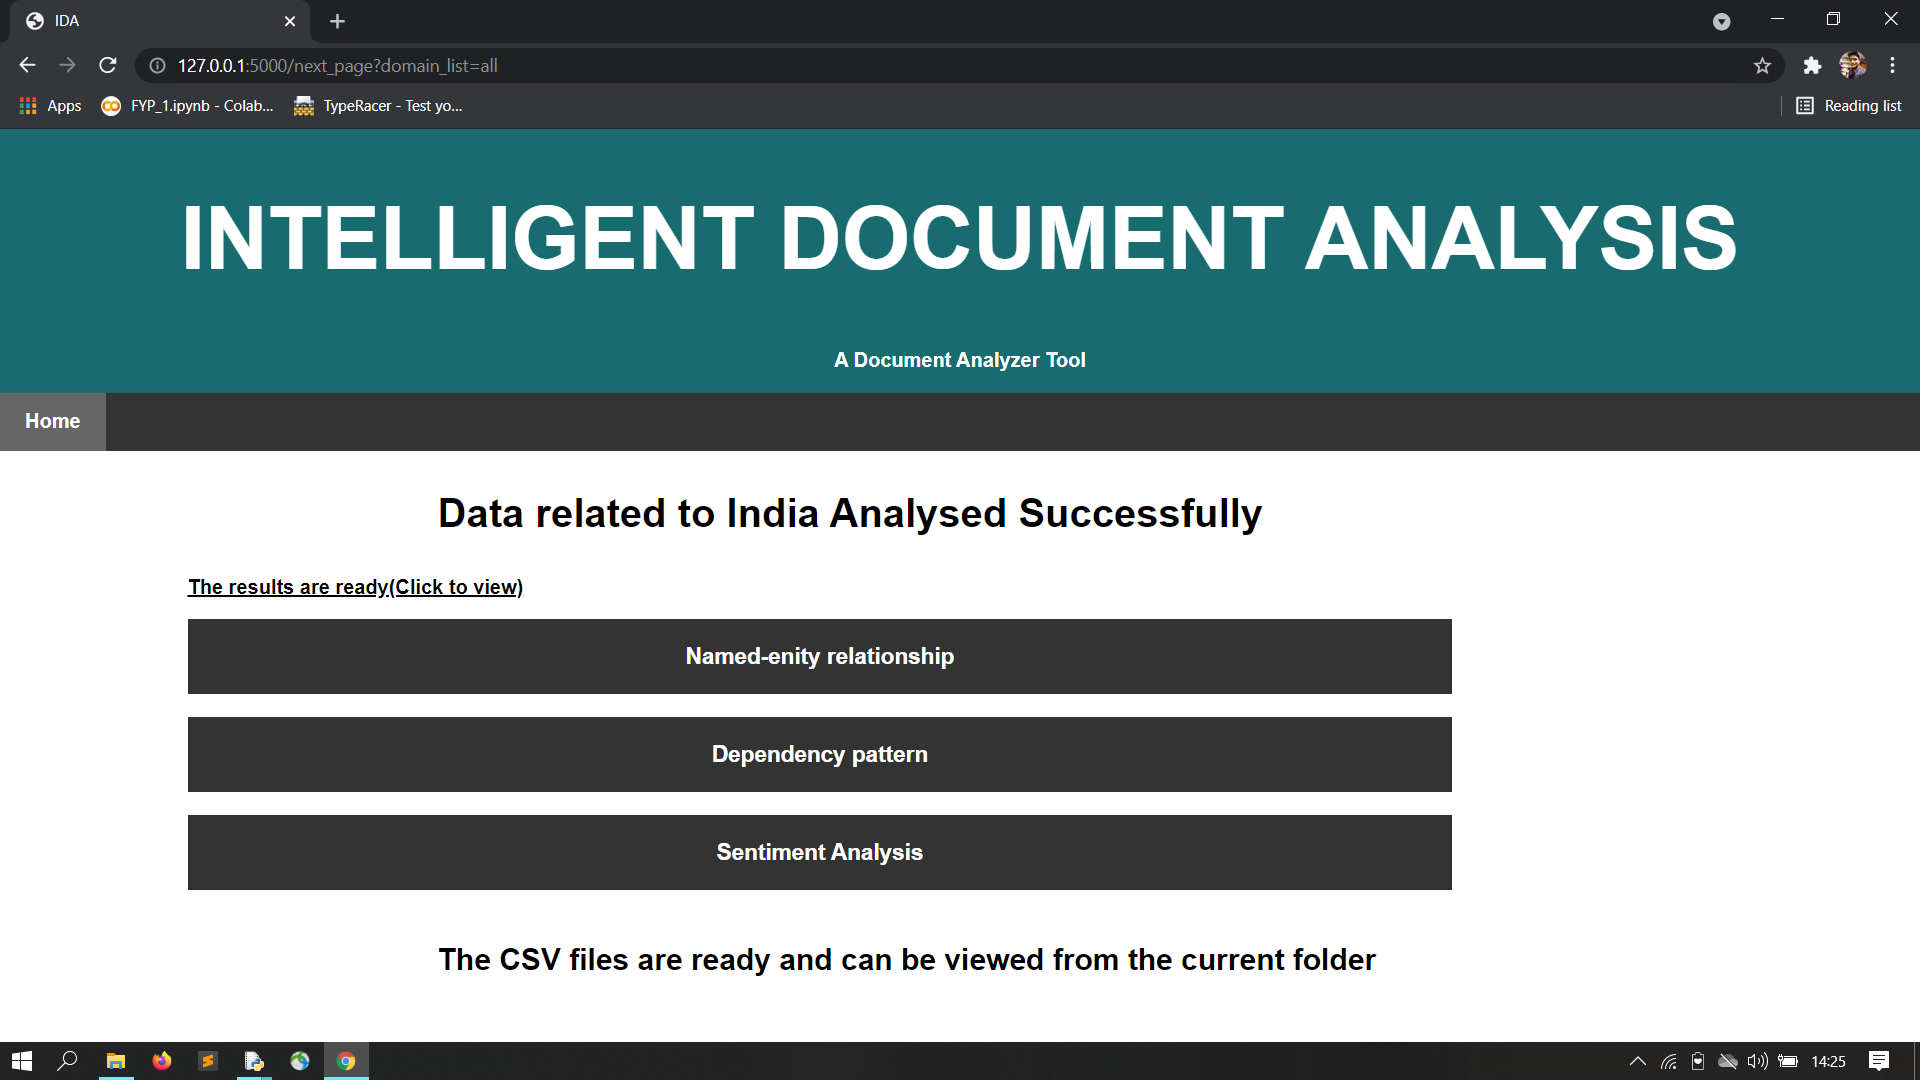 IDA
127.0.0.1:5000/next_page?domain_list=all
Apps
FYP_1.ipynb - Colab...
TypeRacer - Test yo...
Reading list
INTELLIGENT DOCUMENT ANALYSIS
A Document Analyzer Tool
Home
Data related to India Analysed Successfully
The results are ready(Click to view)
Named-enity relationship
Dependency pattern
Sentiment Analysis
The CSV files are ready and can be viewed from the current folder
14:25